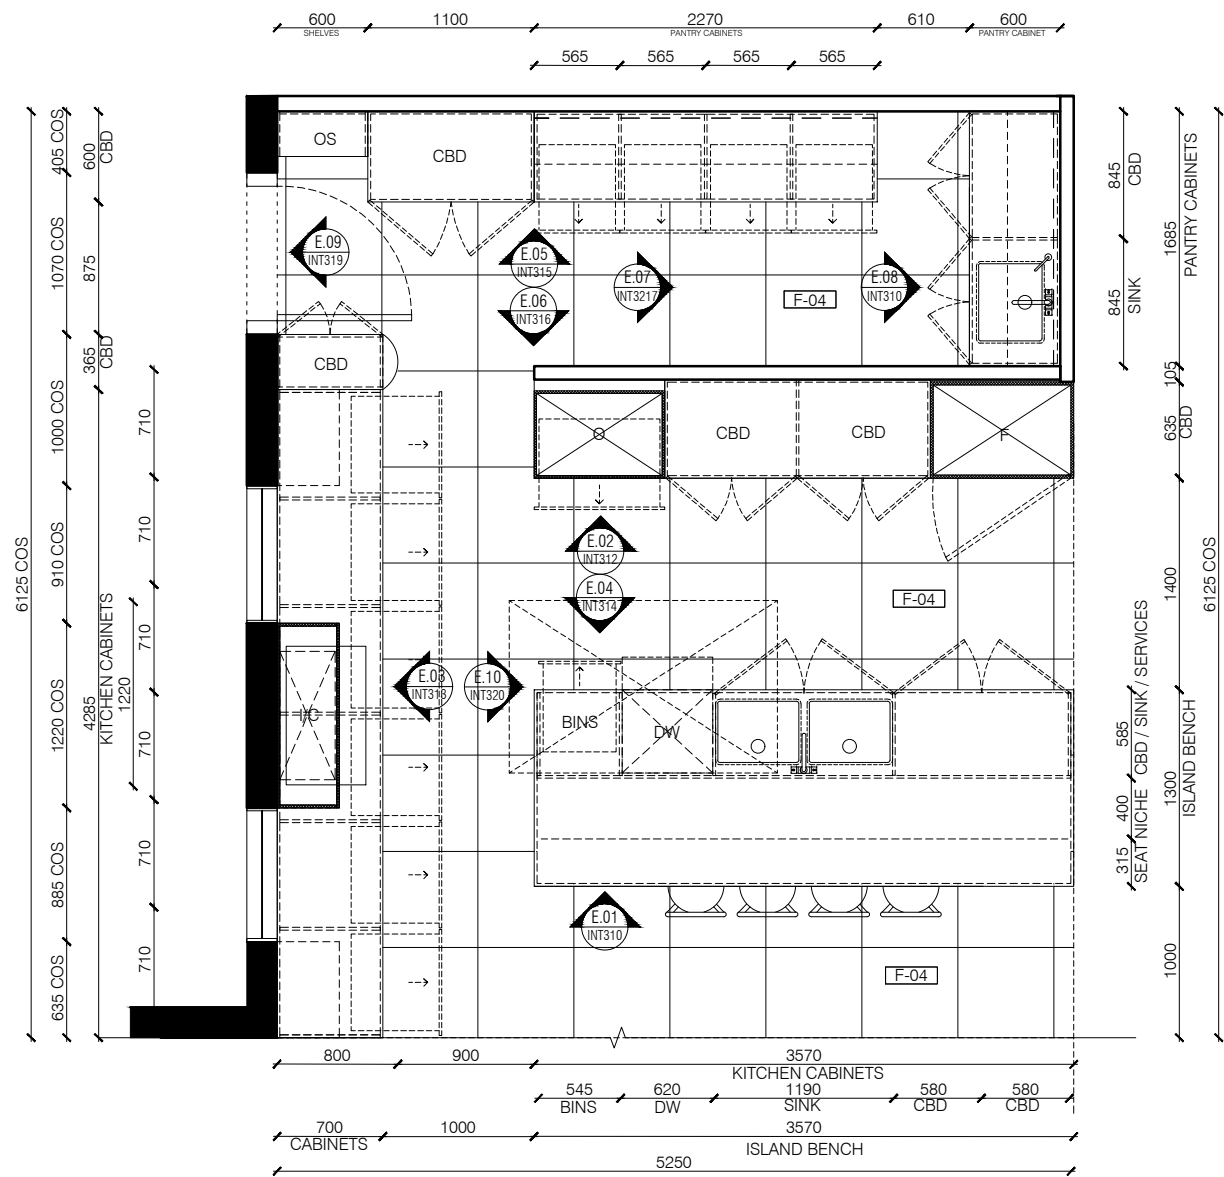 600
SHELVES
1100
2270
PANTRY CABINETS
610
600
PANTRY CABINET
565
565
565
565
405 COS
600
CBD
OS
CBD
845
CBD
1685
PANTRY CABINETS
1070 COS
875
E.09
INT319
E.05
INT315
E.06
INT316
E.07
INT3217
F-04
E.08
INT310
845
SINK
365
CBD
CBD
105
1000 COS
710
O
CBD
CBD
F
635
CBD
6125 COS
910 COS
710
E.02
INT312
E.04
INT314
F-04
1400
6125 COS
KITCHEN CABINETS
4285
1220
1220 COS
710
710
E.03
INT313
E.10
INT320
BINS
DW
585
CBD / SINK / SERVICES
400
SEAT NICHE
315
1300
ISLAND BENCH
885 COS
710
E.01
INT310
635 COS
710
F-04
1000
800
900
3570
KITCHEN CABINETS
545
BINS
620
DW
1190
SINK
580
CBD
580
CBD
700
CABINETS
1000
3570
ISLAND BENCH
5250